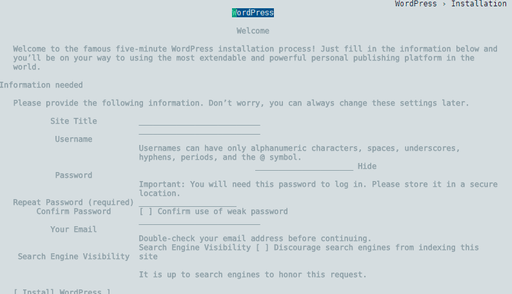 WordPress › Installation
WordPress
Welcome
Welcome to the famous five-minute WordPress installation process! Just fill in the information below and
you’ll be on your way to using the most extendable and powerful personal publishing platform in the
world.
Information needed
Please provide the following information. Don’t worry, you can always change these settings later.
Site Title
Username
Usernames can have only alphanumeric characters, spaces, underscores,
hyphens, periods, and the @ symbol.
Hide
Password
Important: You will need this password to log in. Please store it in a secure
location.
Repeat Password (required)
Confirm Password [ ] Confirm use of weak password
Your Email
Double-check your email address before continuing.
Search Engine Visibility [ ] Discourage search engines from indexing this
Search Engine Visibility site
It is up to search engines to honor this request.
[ Install WordPress ]